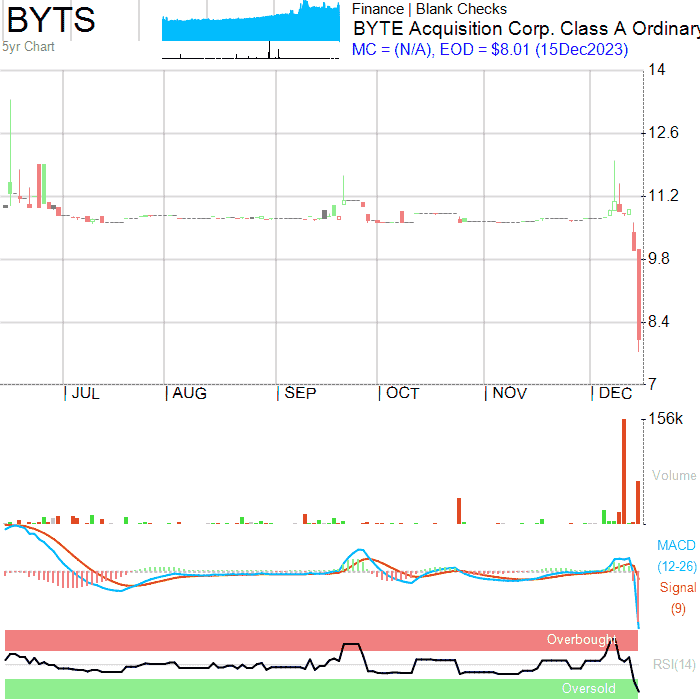 BYTS
5yr Chart
Finance | Blank Checks
BYTE Acquisition Corp. Class A Ordinary
MC = (N/A), EOD = $8.01 (15Dec2023)
14
12.6
11.2
9.8
8.4
7
JUL AUG SEP OCT NOV DEC
156k
Volume
MACD
(12-26)
Signal
(9)
Overbought
RSI(14)
Oversold